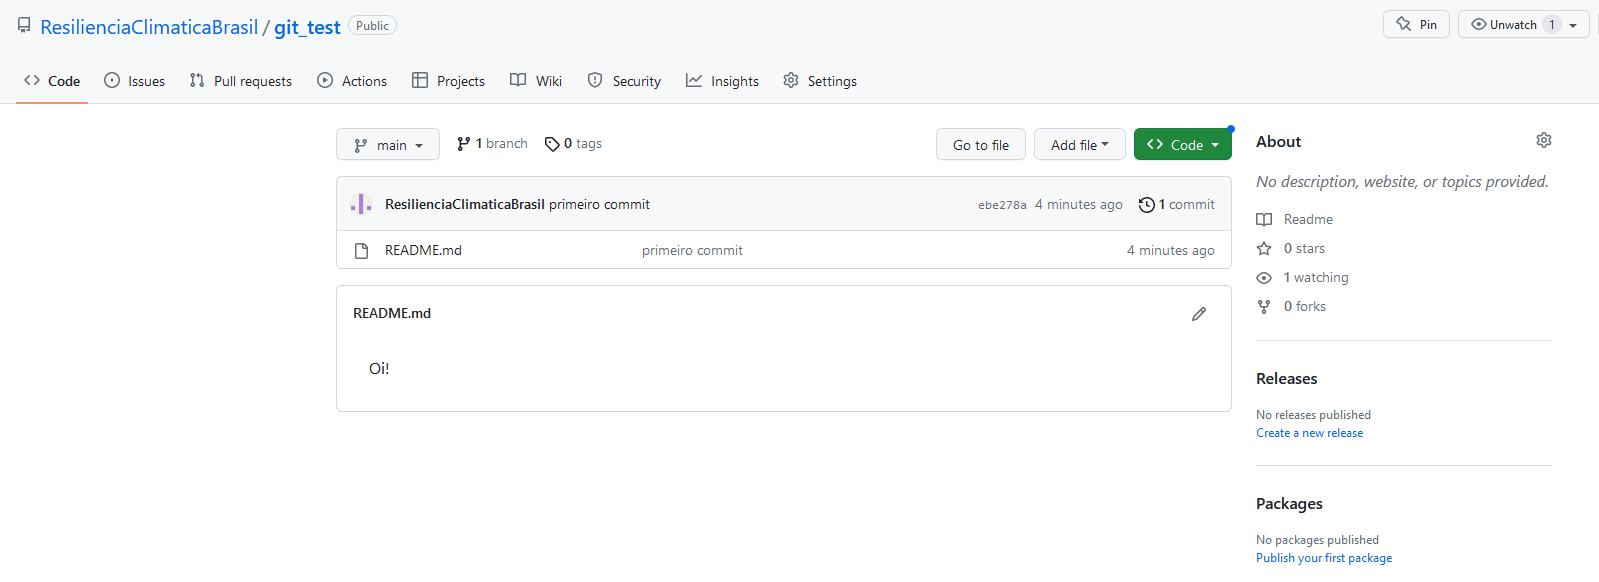 ResilienciaClimaticaBrasil / git_test Public
Pin
Unwatch 1
Code Issues Pull requests Actions Projects Wiki Security Insights Settings
main 1 branch 0 tags Go to file Add file Code
ResilienciaClimaticaBrasil primeiro commit ebe278a 4 minutes ago 1 commit
README.md primeiro commit 4 minutes ago
README.md
Oi!
About
No description, website, or topics provided.
Readme
0 stars
1 watching
0 forks
Releases
No releases published
Create a new release
Packages
No packages published
Publish your first package